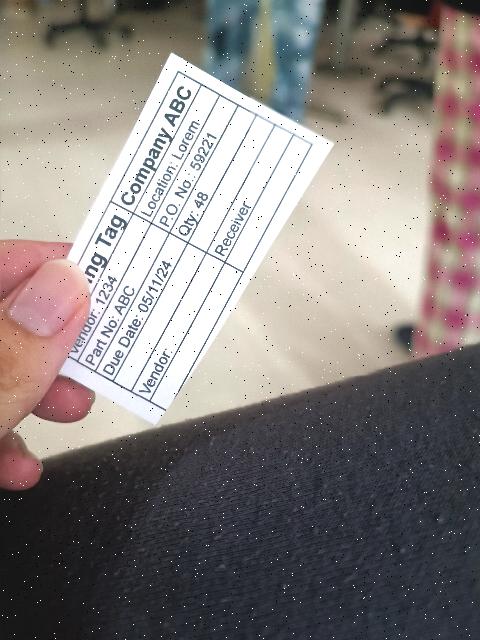 ng Tag Company ABC
Vendor: 1234 Location: Lorem
Part No: ABC P.O. No.: 59221
Due Date: 05/11/24 Qty: 48
Vendor: Receiver